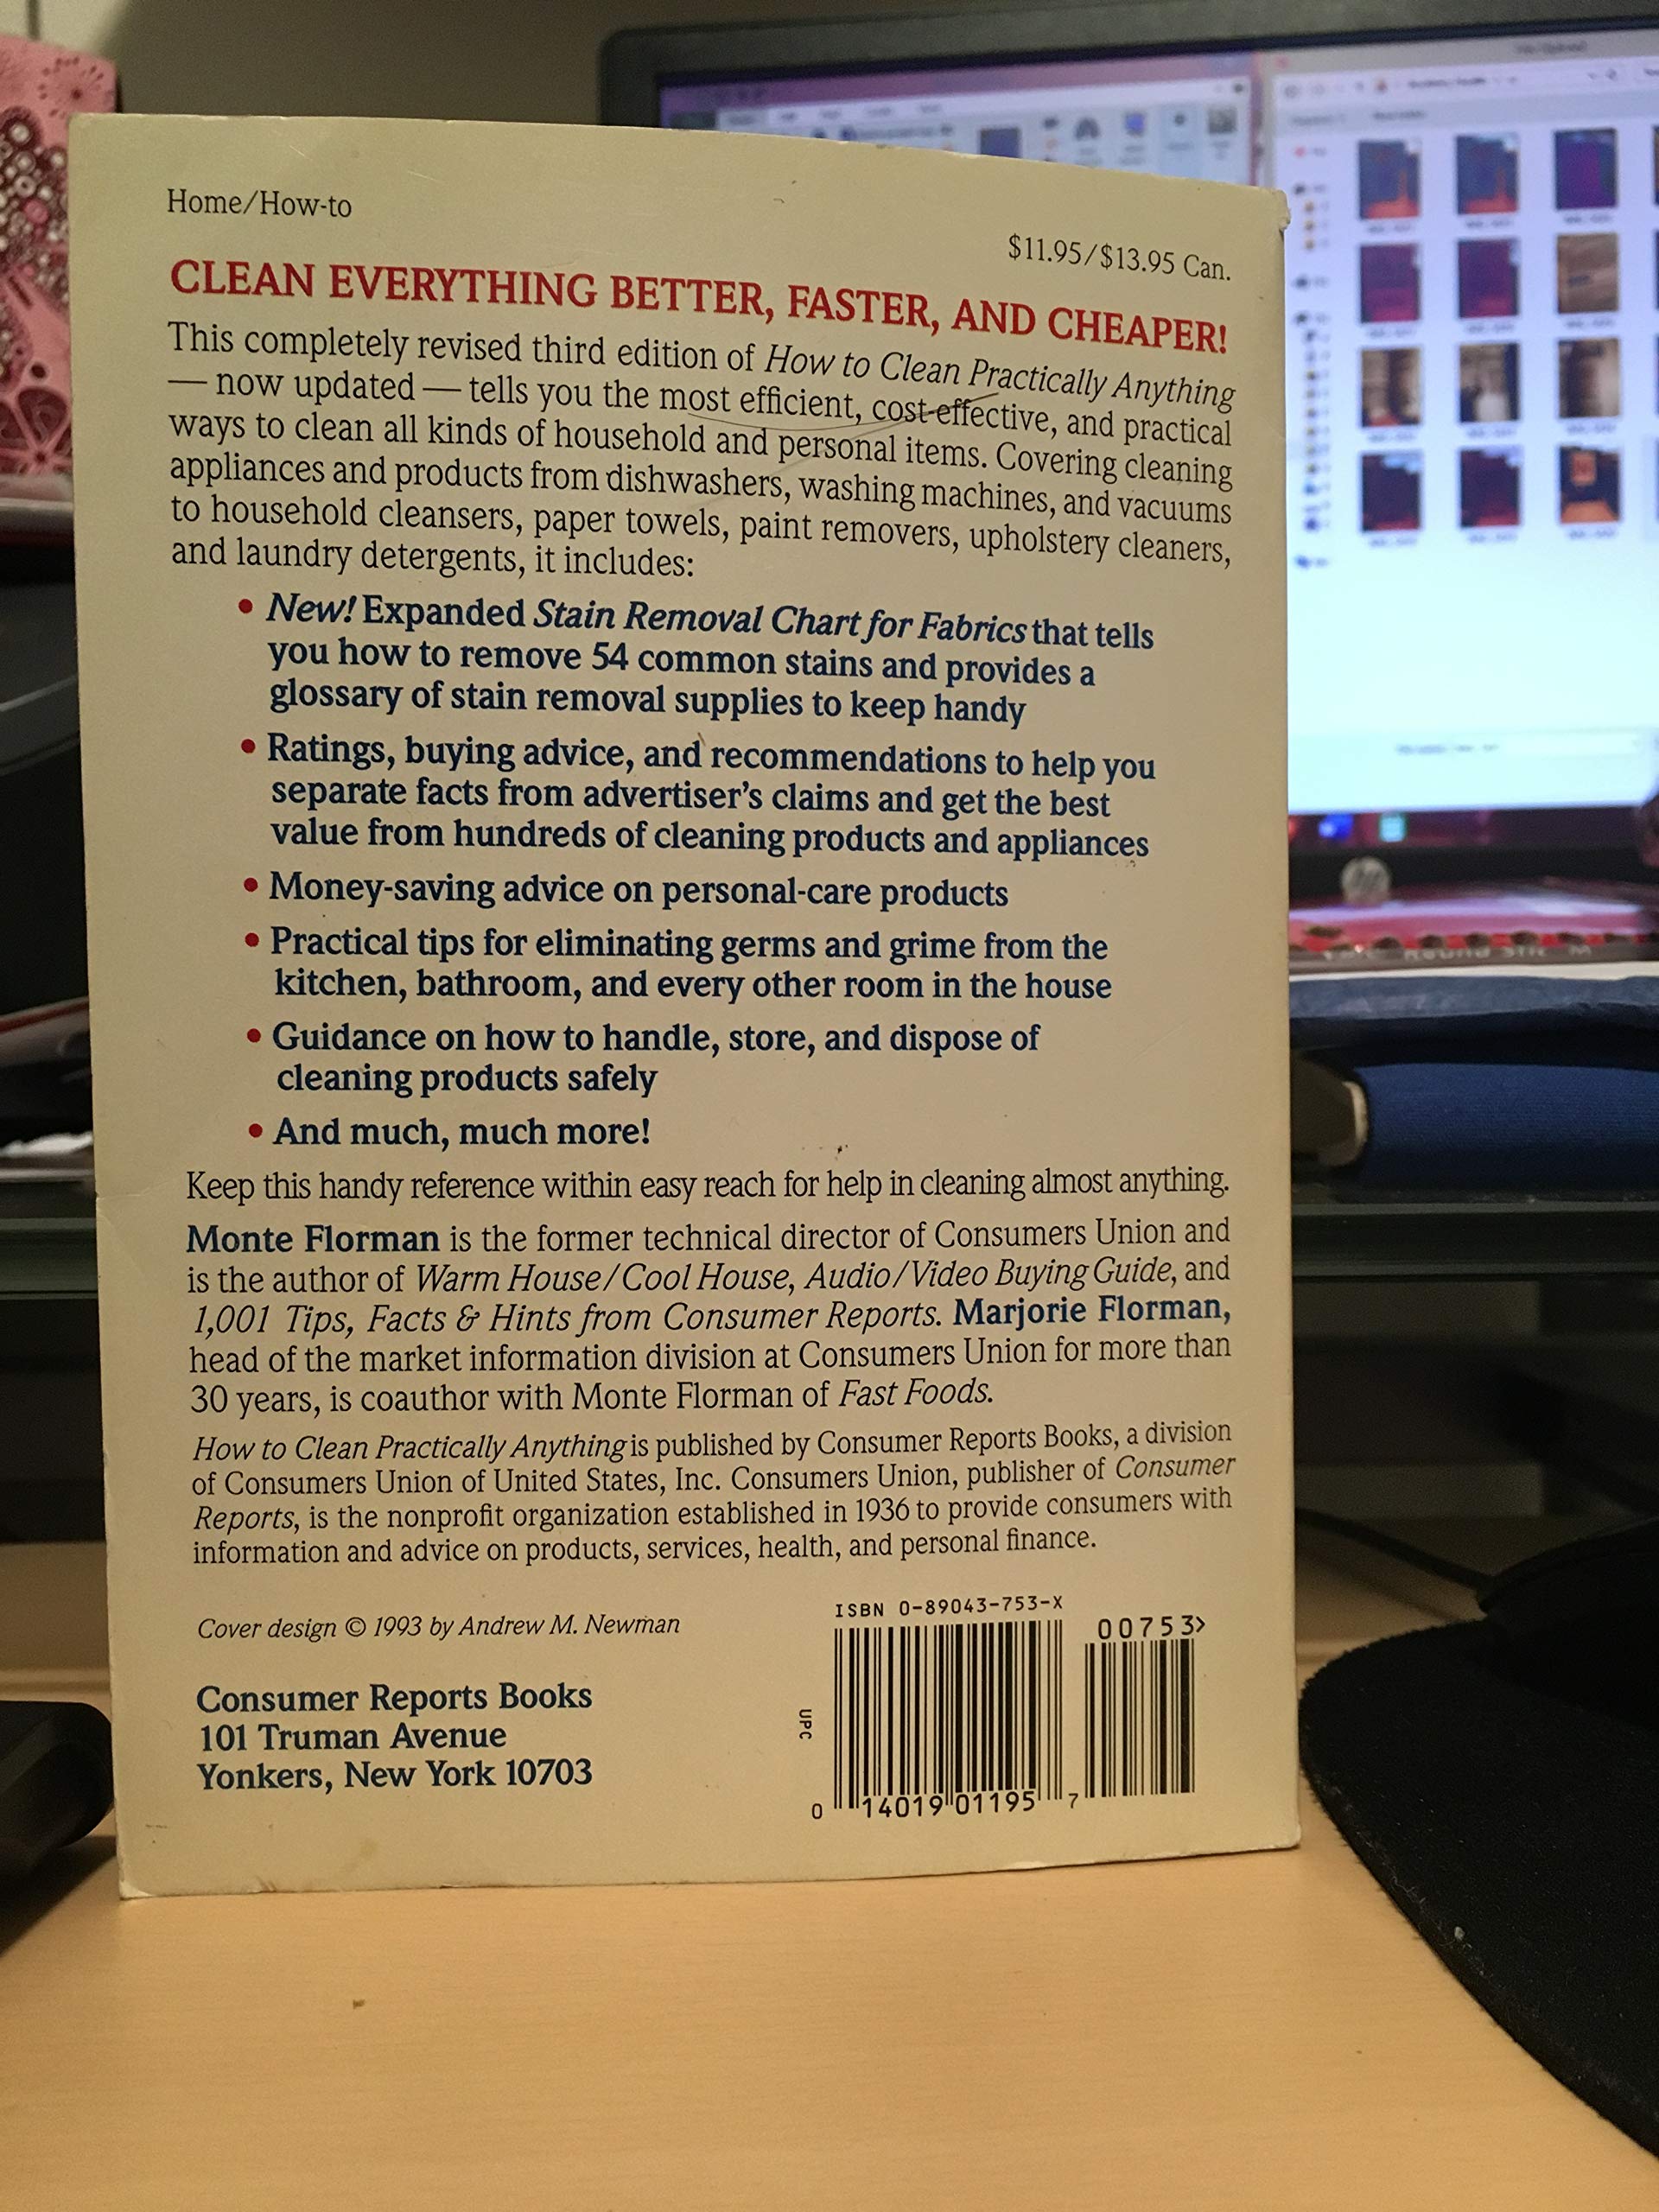 Home/How-to
$11.95/$13.95 Can.
CLEAN EVERYTHING BETTER, FASTER, AND CHEAPER!
This completely revised third edition of How to Clean Practically Anything
— now updated — tells you the most efficient, cost-effective, and practical
ways to clean all kinds of household and personal items. Covering cleaning
appliances and products from dishwashers, washing machines, and vacuums
to household cleansers, paper towels, paint removers, upholstery cleaners,
and laundry detergents, it includes:
• New! Expanded Stain Removal Chart for Fabrics that tells
you how to remove 54 common stains and provides a
glossary of stain removal supplies to keep handy
• Ratings, buying advice, and recommendations to help you
separate facts from advertiser's claims and get the best
value from hundreds of cleaning products and appliances
• Money-saving advice on personal-care products
• Practical tips for eliminating germs and grime from the
kitchen, bathroom, and every other room in the house
• Guidance on how to handle, store, and dispose of
cleaning products safely
• And much, much more!
Keep this handy reference within easy reach for help in cleaning almost anything.
Monte Florman is the former technical director of Consumers Union and
is the author of Warm House/Cool House, Audio/Video Buying Guide, and
1,001 Tips, Facts & Hints from Consumer Reports. Marjorie Florman,
head of the market information division at Consumers Union for more than
30 years, is coauthor with Monte Florman of Fast Foods.
How to Clean Practically Anything is published by Consumer Reports Books, a division
of Consumers Union of United States, Inc. Consumers Union, publisher of Consumer
Reports, is the nonprofit organization established in 1936 to provide consumers with
information and advice on products, services, health, and personal finance.
Cover design © 1993 by Andrew M. Newman
Consumer Reports Books
101 Truman Avenue
Yonkers, New York 10703
ISBN 0-89043-753-X
00753>
UPC
0 14019 01195 7
hp
Round Stic M